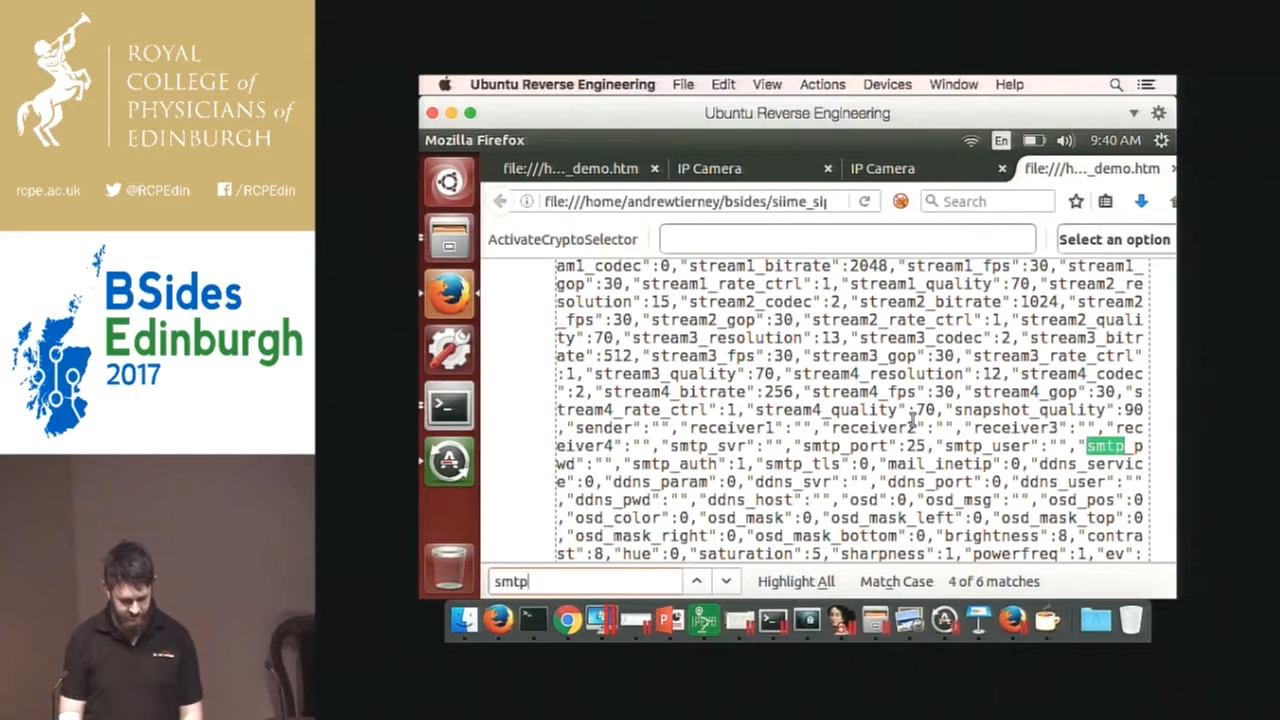 ROYAL
COLLEGE of
PHYSICIANS of
EDINBURGH
rcpe.ac.uk @RCPEdin /RCPEdin
BSides
Edinburgh
2017
Ubuntu Reverse Engineering File Edit View Actions Devices Window Help
Ubuntu Reverse Engineering
Mozilla Firefox En 9:40 AM
file:///h..._demo.htm × IP Camera × IP Camera × file:///h..._demo.htm ×
file:///home/andrewtierney/bsides/siime_si Search
ActivateCryptoSelector Select an option
am1_codec":0,"stream1_bitrate":2048,"stream1_fps":30,"stream1_
gop":30,"stream1_rate_ctrl":1,"stream1_quality":70,"stream2_re
solution":15,"stream2_codec":2,"stream2_bitrate":1024,"stream2
_fps":30,"stream2_gop":30,"stream2_rate_ctrl":1,"stream2_quali
ty":70,"stream3_resolution":13,"stream3_codec":2,"stream3_bitr
ate":512,"stream3_fps":30,"stream3_gop":30,"stream3_rate_ctrl"
:1,"stream3_quality":70,"stream4_resolution":12,"stream4_codec
":2,"stream4_bitrate":256,"stream4_fps":30,"stream4_gop":30,"s
tream4_rate_ctrl":1,"stream4_quality":70,"snapshot_quality":90
,"sender":"","receiver1":"","receiver2":"","receiver3":"","rec
eiver4":"","smtp_svr":"","smtp_port":25,"smtp_user":"","smtp_p
wd":"","smtp_auth":1,"smtp_tls":0,"mail_inetip":0,"ddns_servic
e":0,"ddns_param":0,"ddns_svr":"","ddns_port":0,"ddns_user":""
,"ddns_pwd":"","ddns_host":"","osd":0,"osd_msg":"","osd_pos":0
,"osd_color":0,"osd_mask":0,"osd_mask_left":0,"osd_mask_top":0
,"osd_mask_right":0,"osd_mask_bottom":0,"brightness":8,"contra
st":8,"hue":0,"saturation":5,"sharpness":1,"powerfreq":1,"ev":
smtp Highlight All Match Case 4 of 6 matches